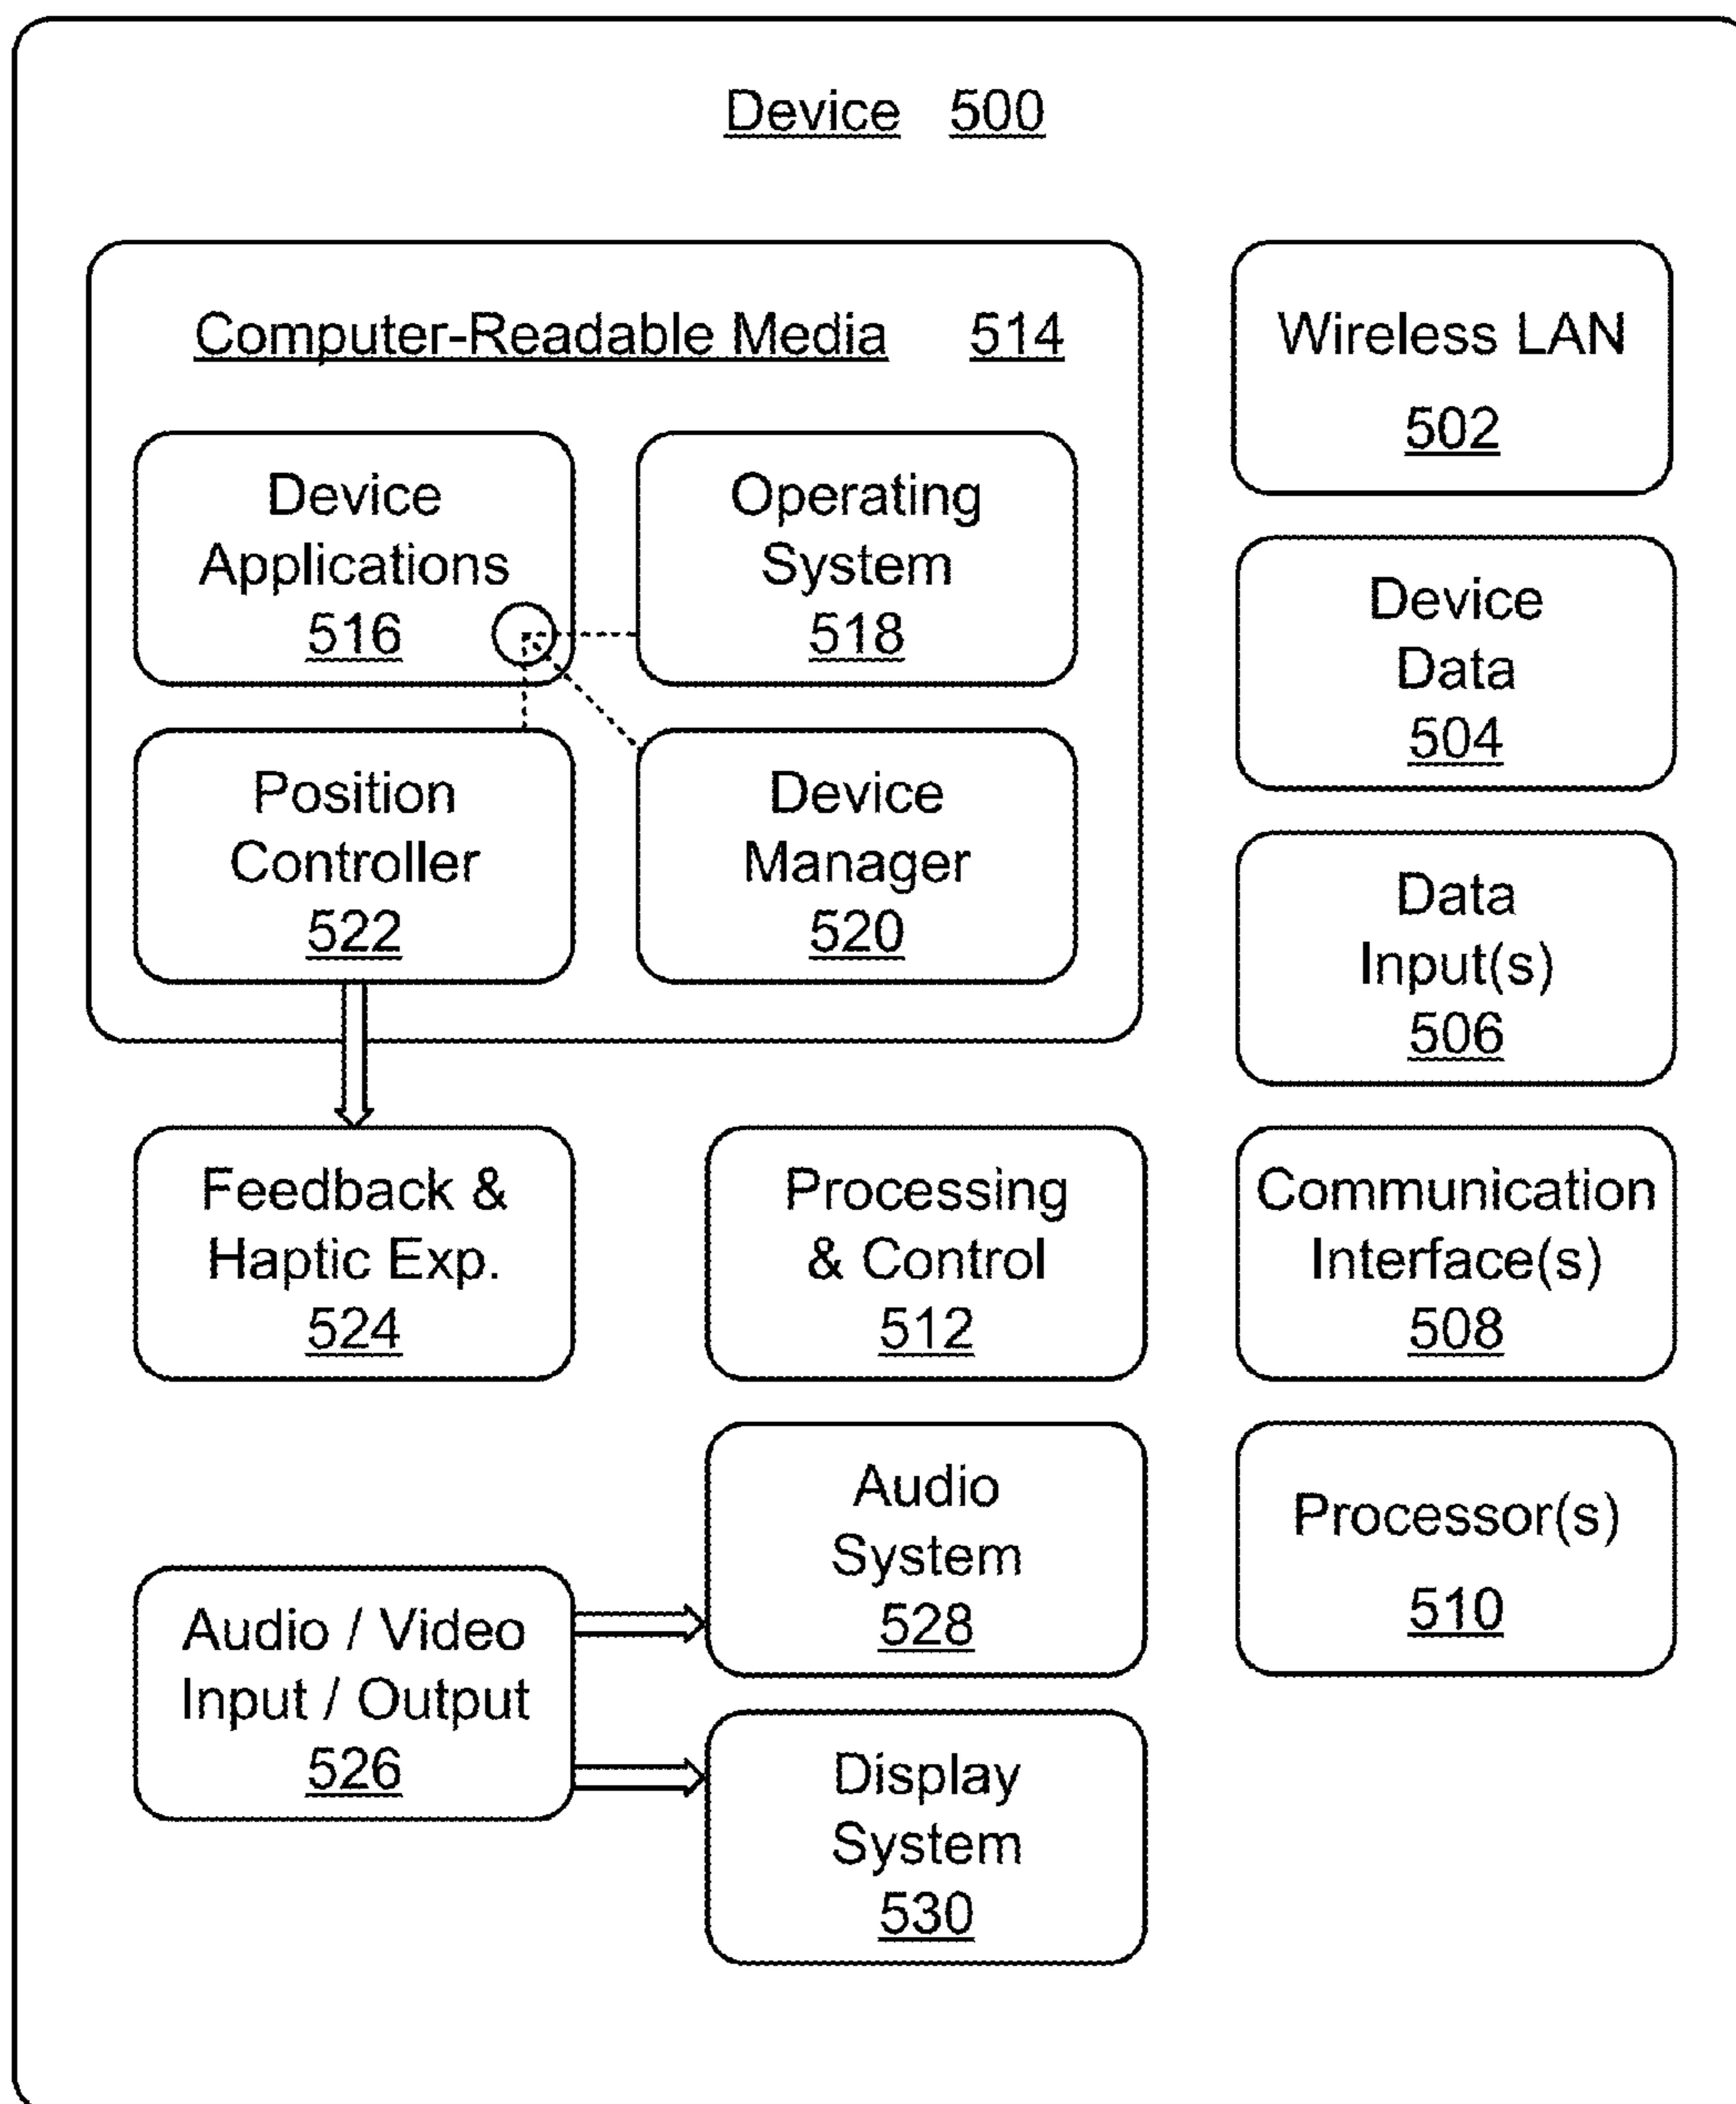 Device 500
Computer-Readable Media 514
Device
Applications
516
Operating
System
518
Position
Controller
522
Device
Manager
520
Wireless LAN
502
Device
Data
504
Data
Input(s)
506
Feedback &
Haptic Exp.
524
Processing
& Control
512
Communication
Interface(s)
508
Audio
System
528
Processor(s)
510
Audio / Video
Input / Output
526
Display
System
530